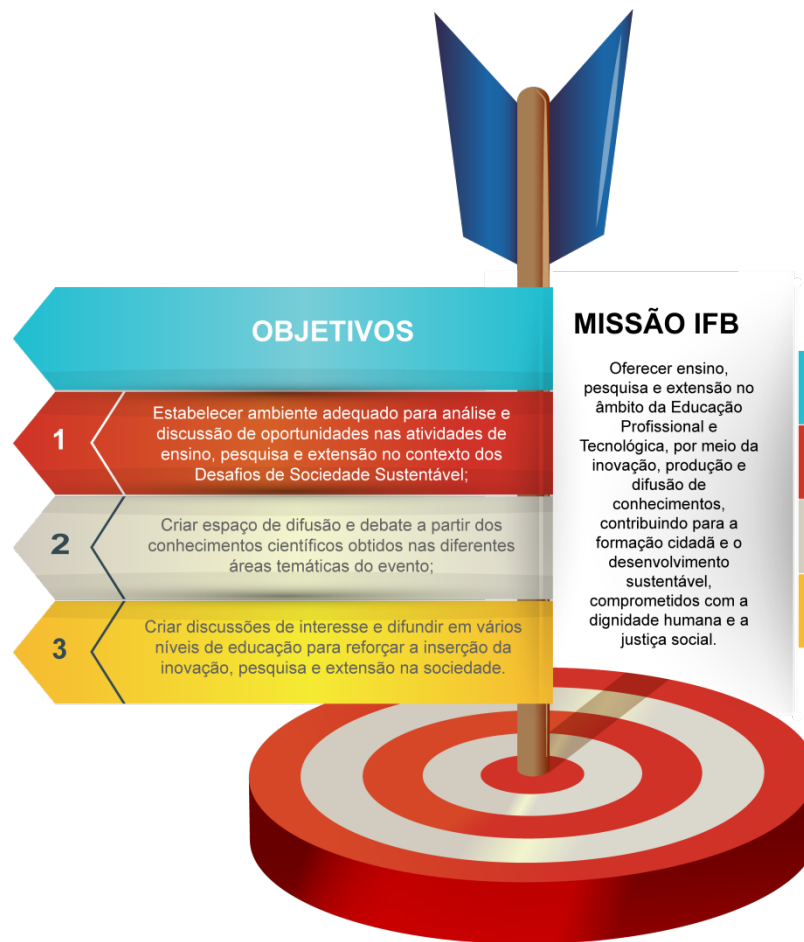 OBJETIVOS
1
Estabelecer ambiente adequado para análise e
discussão de oportunidades nas atividades de
ensino, pesquisa e extensão no contexto dos
Desafios de Sociedade Sustentável;
2
Criar espaço de difusão e debate a partir dos
conhecimentos científicos obtidos nas diferentes
áreas temáticas do evento;
3
Criar discussões de interesse e difundir em vários
níveis de educação para reforçar a inserção da
inovação, pesquisa e extensão na sociedade.
MISSÃO IFB
Oferecer ensino,
pesquisa e extensão no
âmbito da Educação
Profissional e
Tecnológica, por meio da
inovação, produção e
difusão de
conhecimentos,
contribuindo para a
formação cidadã e o
desenvolvimento
sustentável,
comprometidos com a
dignidade humana e a
justiça social.